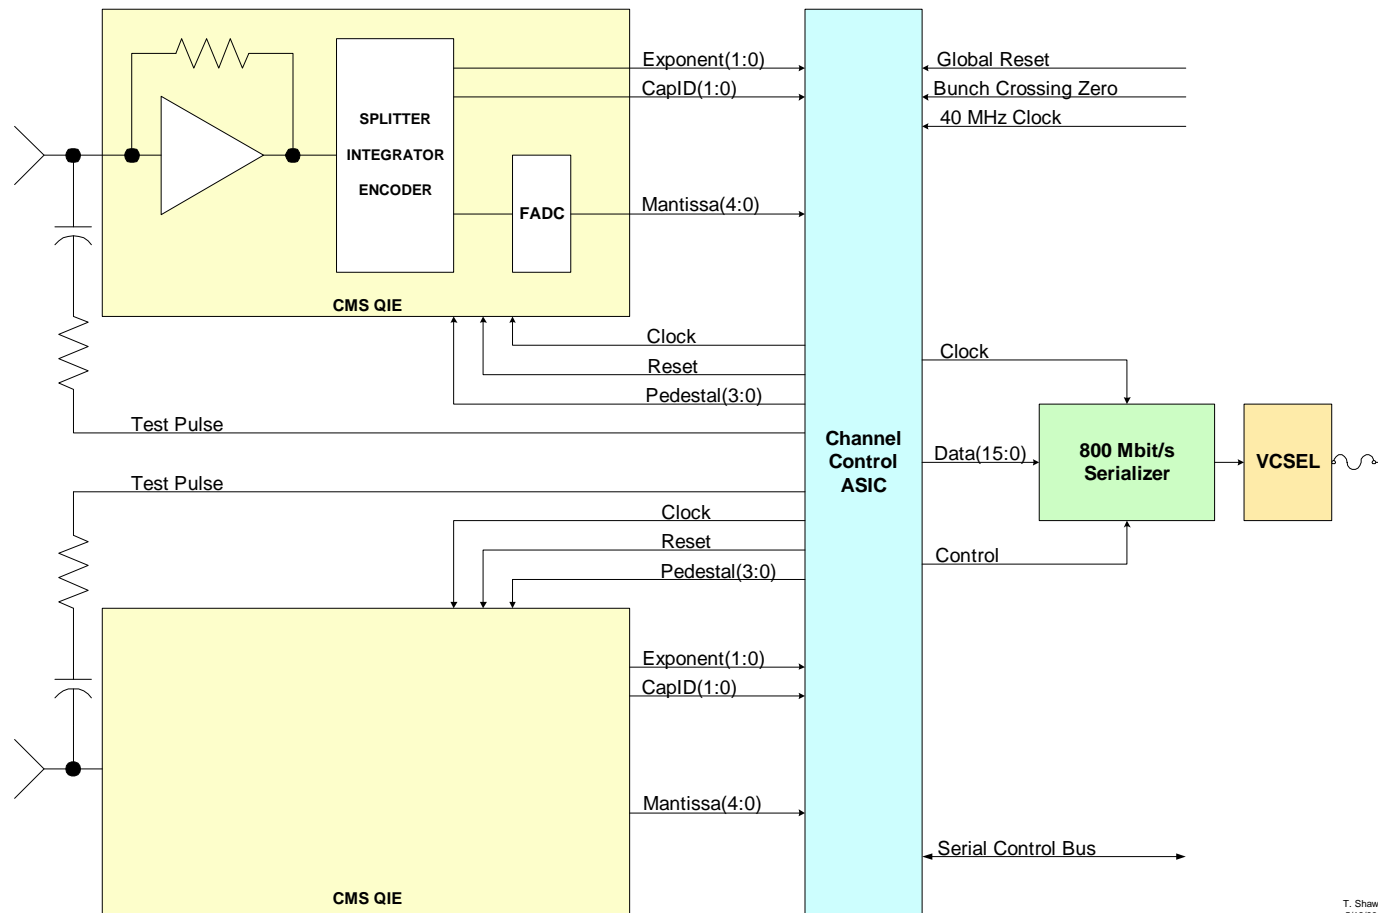 Exponent(1:0)
CapID(1:0)
SPLITTER
INTEGRATOR
ENCODER
FADC
Mantissa(4:0)
CMS QIE
Global Reset
Bunch Crossing Zero
40 MHz Clock
Clock
Reset
Pedestal(3:0)
Test Pulse
Channel
Control
ASIC
Clock
Data(15:0)
800 Mbit/s
Serializer
VCSEL
Control
Test Pulse
Clock
Reset
Pedestal(3:0)
Exponent(1:0)
CapID(1:0)
Mantissa(4:0)
Serial Control Bus
CMS QIE
T. Shaw